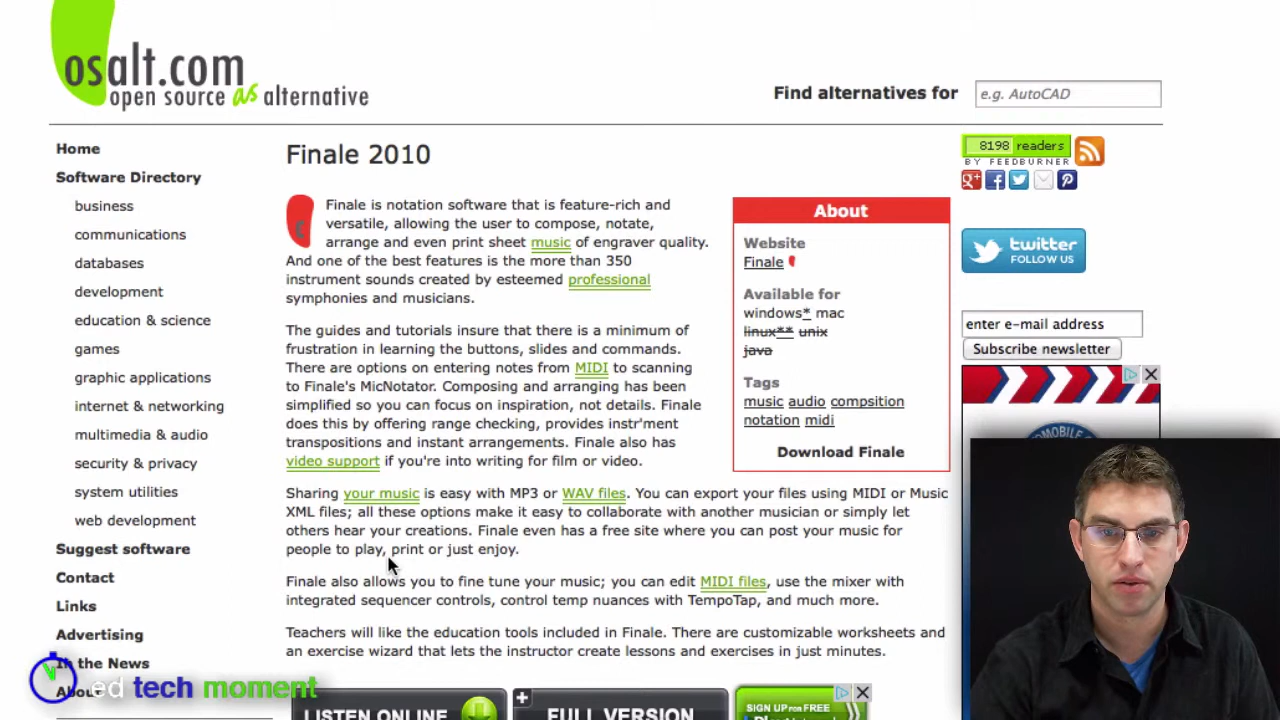 osalt.com
open source as alternative
Find alternatives for
e.g. AutoCAD
Home
Software Directory
business
communications
databases
development
education & science
games
graphic applications
internet & networking
multimedia & audio
security & privacy
system utilities
web development
Suggest software
Contact
Links
Advertising
In the News
About
Finale 2010
Finale is notation software that is feature-rich and
versatile, allowing the user to compose, notate,
arrange and even print sheet music of engraver quality.
And one of the best features is the more than 350
instrument sounds created by esteemed professional
symphonies and musicians.
The guides and tutorials insure that there is a minimum of
frustration in learning the buttons, slides and commands.
There are options on entering notes from MIDI to scanning
to Finale's MicNotator. Composing and arranging has been
simplified so you can focus on inspiration, not details. Finale
does this by offering range checking, provides instr'ment
transpositions and instant arrangements. Finale also has
video support if you're into writing for film or video.
Sharing your music is easy with MP3 or WAV files. You can export your files using MIDI or Music
XML files; all these options make it easy to collaborate with another musician or simply let
others hear your creations. Finale even has a free site where you can post your music for
people to play, print or just enjoy.
Finale also allows you to fine tune your music; you can edit MIDI files, use the mixer with
integrated sequencer controls, control temp nuances with TempoTap, and much more.
Teachers will like the education tools included in Finale. There are customizable worksheets and
an exercise wizard that lets the instructor create lessons and exercises in just minutes.
About
Website
Finale
Available for
windows* mac
linux** unix
java
Tags
music audio compsition
notation midi
Download Finale
8198 readers
BY FEEDBURNER
twitter
FOLLOW US
enter e-mail address
Subscribe newsletter
LISTEN ONLINE
FULL VERSION
SIGN UP FOR FREE
ed tech moment